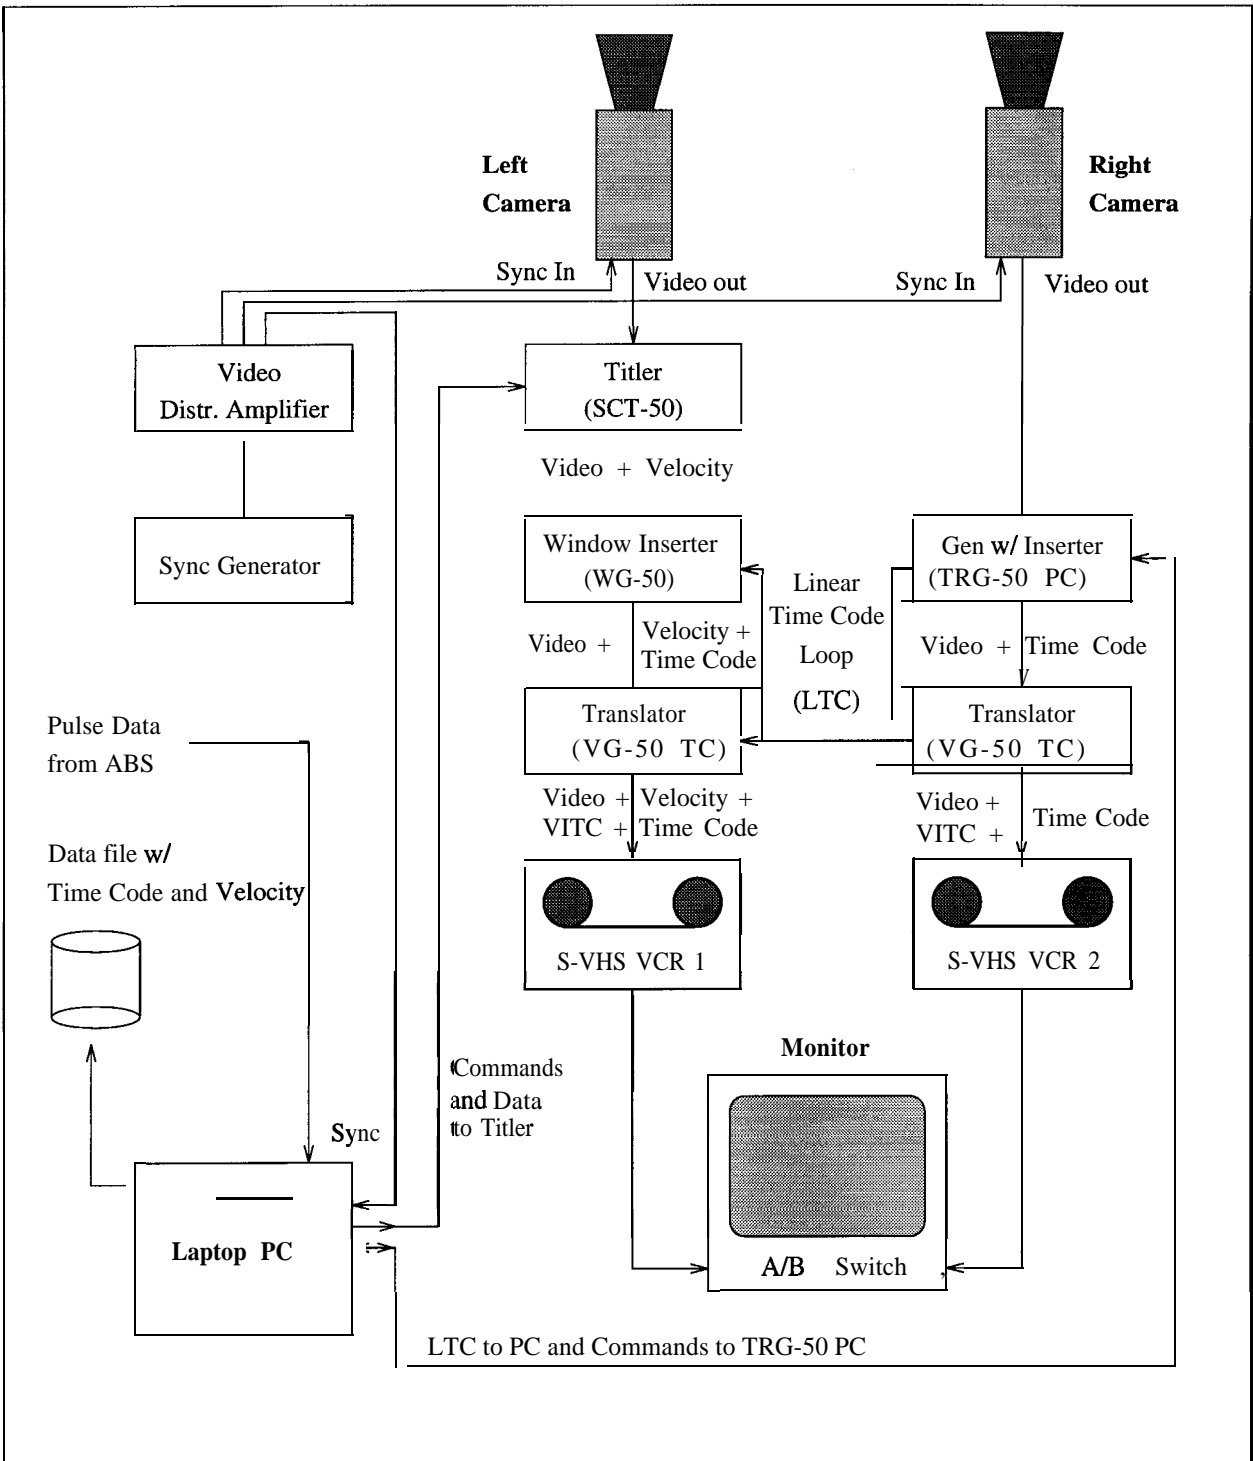 Left
Camera
Right
Camera
Sync In
Video out
Sync In
Video out
Video
Distr. Amplifier
Titler
(SCT-50)
Video + Velocity
Sync Generator
Window Inserter
(WG-50)
Gen w/ Inserter
(TRG-50 PC)
Linear
Time Code
Loop
(LTC)
Video + Velocity +
Time Code
Video + Time Code
Translator
(VG-50 TC)
Translator
(VG-50 TC)
Pulse Data
from ABS
Video + Velocity +
VITC + Time Code
Video +
VITC + Time Code
Data file w/
Time Code and Velocity
S-VHS VCR 1
S-VHS VCR 2
Monitor
Commands
and Data
to Titler
Sync
Laptop PC
A/B Switch
LTC to PC and Commands to TRG-50 PC